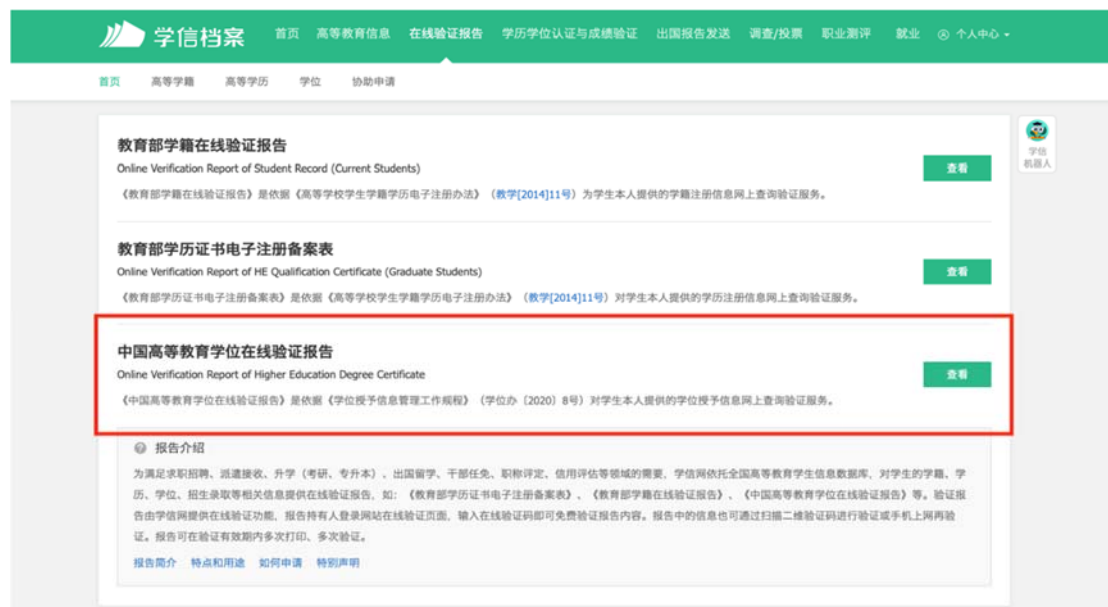 学信档案 首页 高等教育信息 在线验证报告 学历学位认证与成绩验证 出国报告发送 调查/投票 职业测评 就业 个人中心
首页 高等学籍 高等学历 学位 协助申请
教育部学籍在线验证报告
Online Verification Report of Student Record (Current Students)
查看
《教育部学籍在线验证报告》是依据《高等学校学生学籍学历电子注册办法》（教学[2014]11号）为学生本人提供的学籍注册信息网上查询验证服务。
学信
机器人
教育部学历证书电子注册备案表
Online Verification Report of HE Qualification Certificate (Graduate Students)
查看
《教育部学历证书电子注册备案表》是依据《高等学校学生学籍学历电子注册办法》（教学[2014]11号）对学生本人提供的学历注册信息网上查询验证服务。
中国高等教育学位在线验证报告
Online Verification Report of Higher Education Degree Certificate
查看
《中国高等教育学位在线验证报告》是依据《学位授予信息管理工作规程》（学位办〔2020〕8号）对学生本人提供的学位授予信息网上查询验证服务。
报告介绍
为满足求职招聘、派遣接收、升学（考研、专升本）、出国留学、干部任免、职称评定、信用评估等领域的需要，学信网依托全国高等教育学生信息数据库，对学生的学籍、学
历、学位、招生录取等相关信息提供在线验证报告，如：《教育部学历证书电子注册备案表》、《教育部学籍在线验证报告》、《中国高等教育学位在线验证报告》等。验证报
告由学信网提供在线验证功能，报告持有人登录网站在线验证页面，输入在线验证码即可免费验证报告内容。报告中的信息也可通过扫描二维验证码进行验证或手机上网再验
证。报告可在验证有效期内多次打印、多次验证。
报告简介 特点和用途 如何申请 特别声明